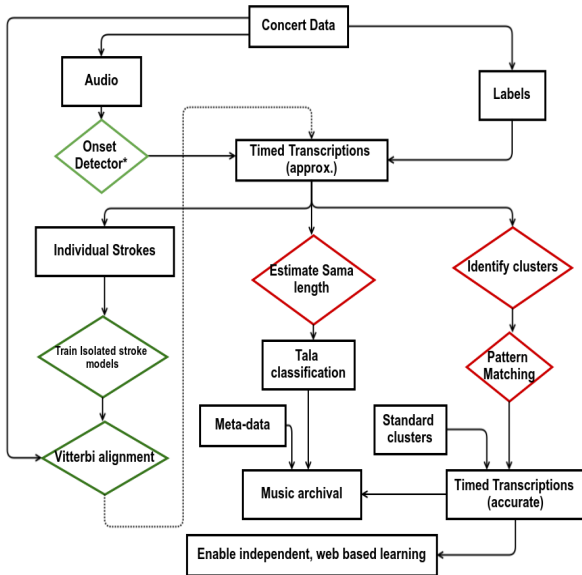 Concert Data
Audio
Labels
Onset
Detector*
Timed Transcriptions
(approx.)
Individual Strokes
Estimate Sama
length
Identify clusters
Train Isolated stroke
models
Tala
classification
Pattern
Matching
Meta-data
Standard
clusters
Vitterbi alignment
Music archival
Timed Transcriptions
(accurate)
Enable independent, web based learning